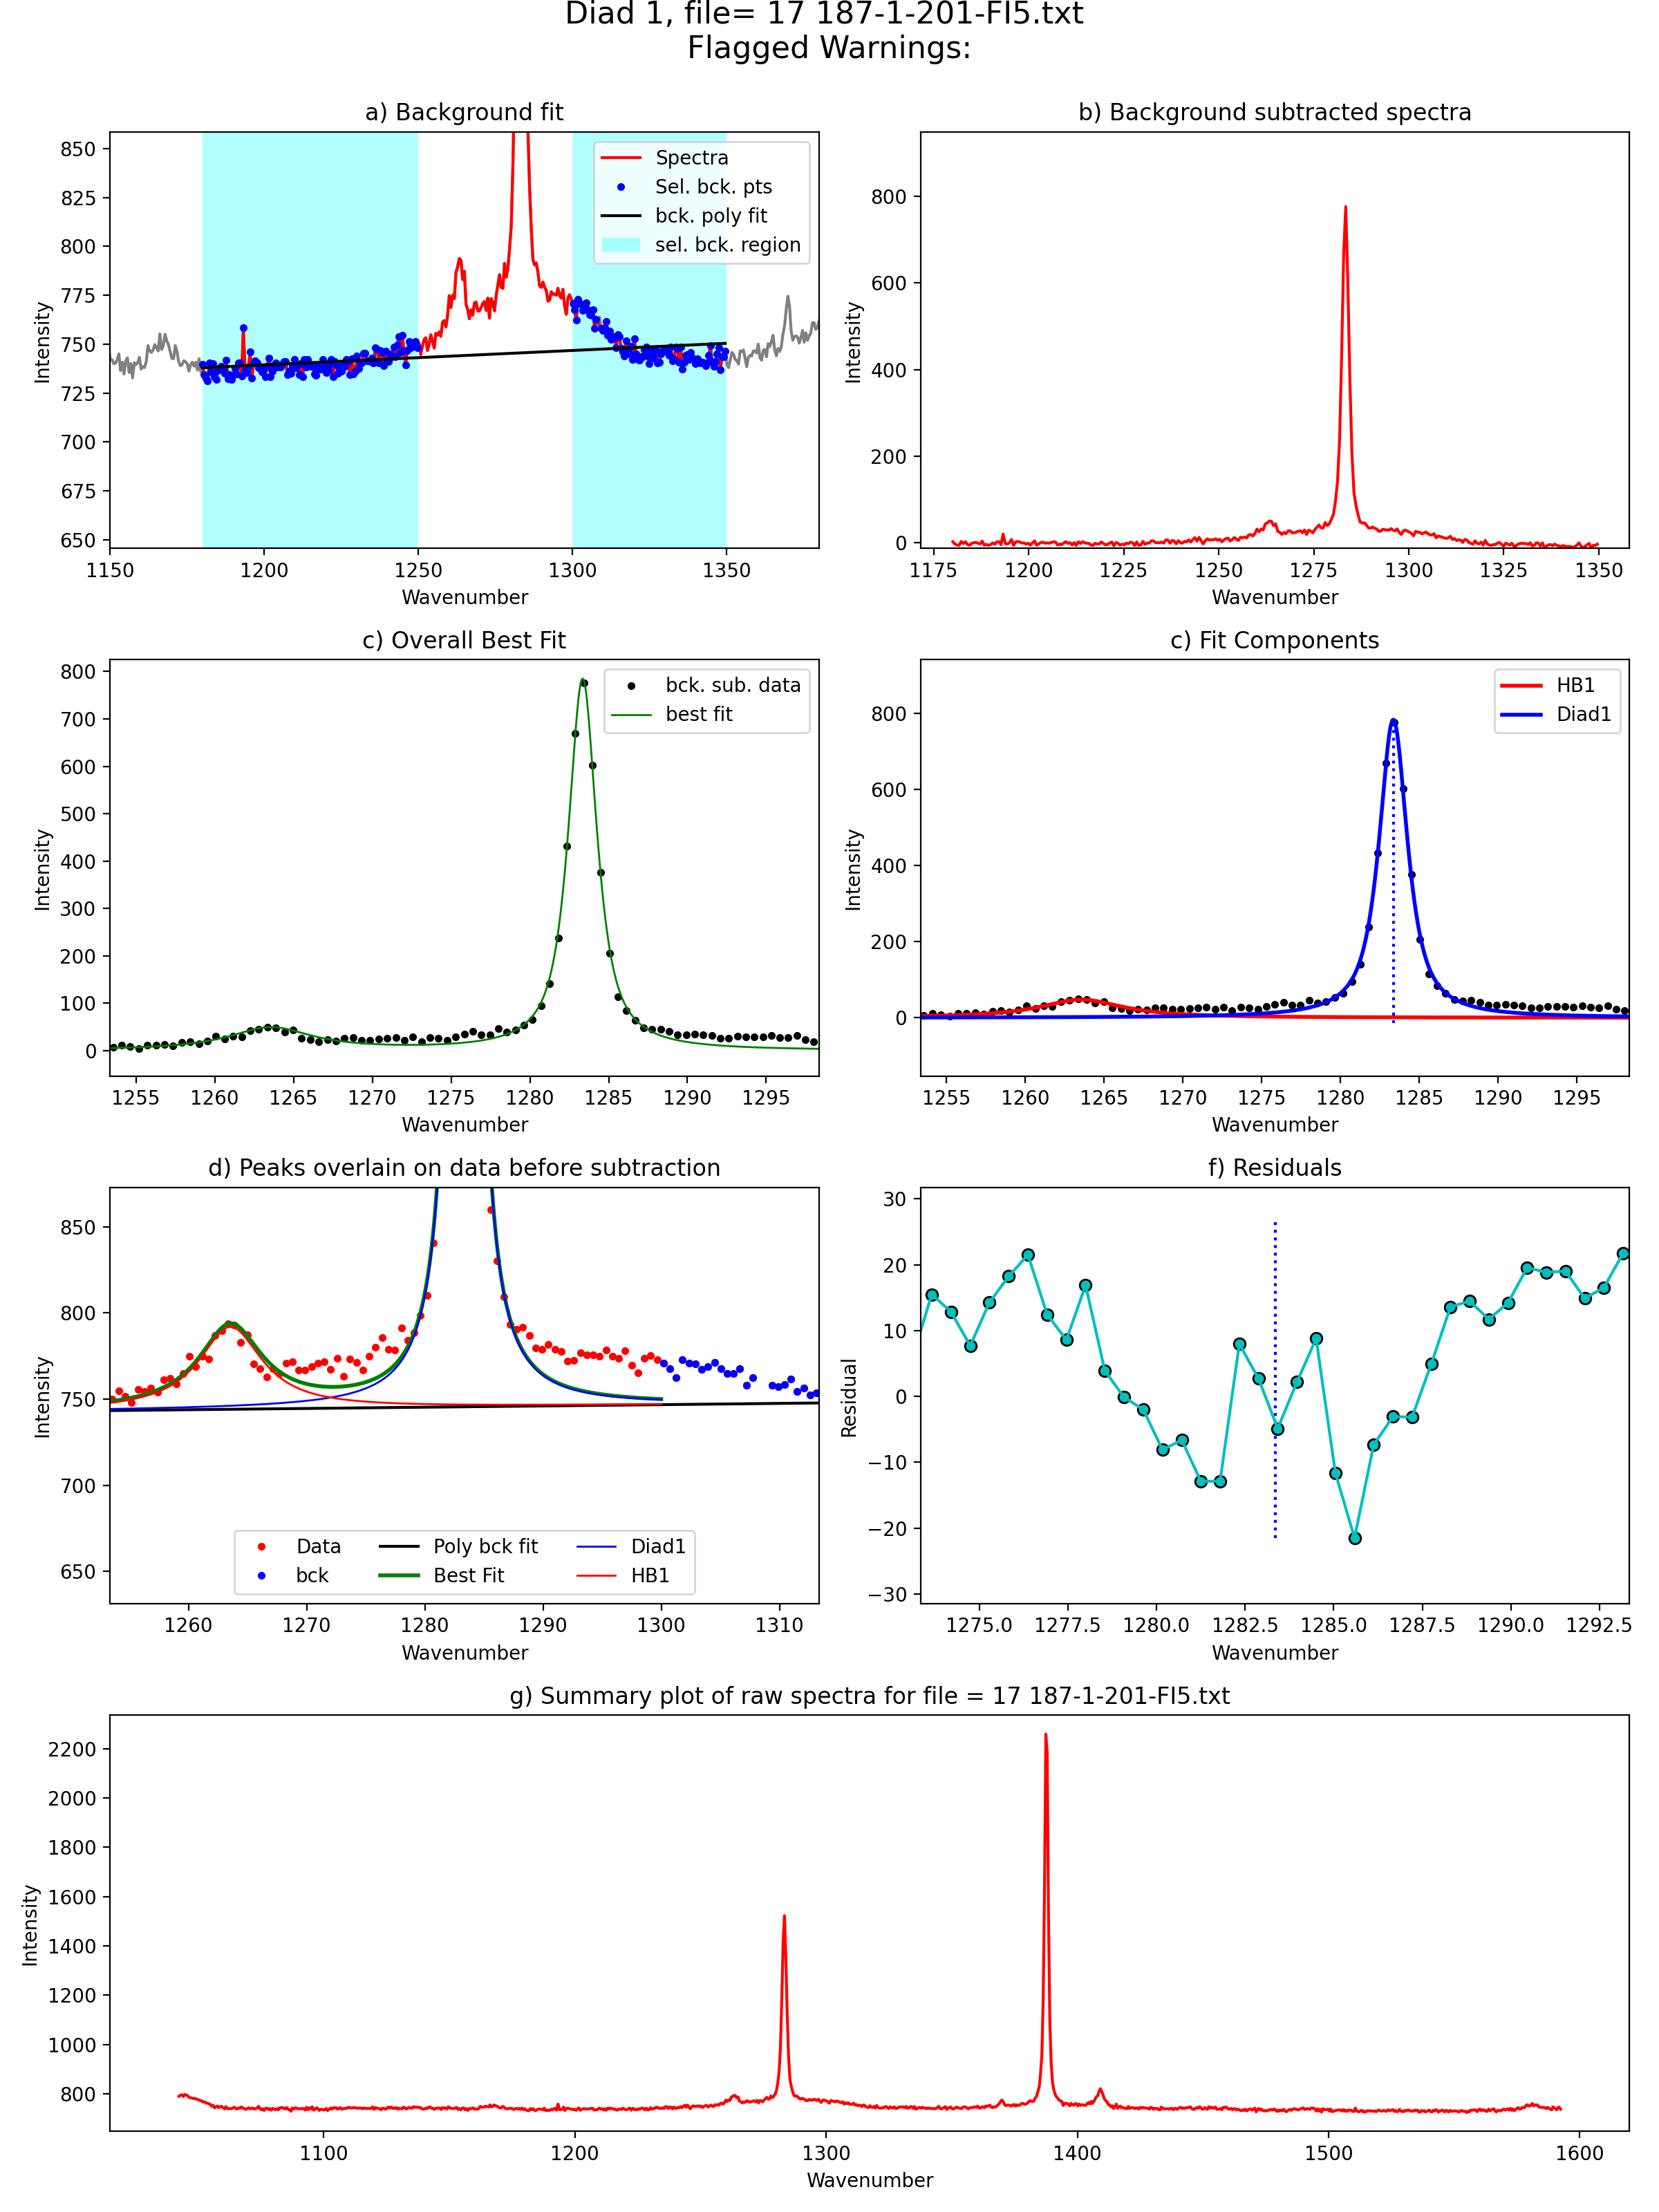 Diad 1, file= 17 187-1-201-FI5.txt
Flagged Warnings:
a) Background fit
Intensity
850
825
800
775
750
725
700
675
650
Spectra
Sel. bck. pts
bck. poly fit
sel. bck. region
1150 1200 1250 1300 1350
Wavenumber
b) Background subtracted spectra
Intensity
800
600
400
200
0
1175 1200 1225 1250 1275 1300 1325 1350
Wavenumber
c) Overall Best Fit
Intensity
800
700
600
500
400
300
200
100
0
bck. sub. data
best fit
1255 1260 1265 1270 1275 1280 1285 1290 1295
Wavenumber
c) Fit Components
Intensity
800
600
400
200
0
HB1
Diad1
1255 1260 1265 1270 1275 1280 1285 1290 1295
Wavenumber
d) Peaks overlain on data before subtraction
Intensity
850
800
750
700
650
Data Poly bck fit Diad1
bck Best Fit HB1
1260 1270 1280 1290 1300 1310
Wavenumber
f) Residuals
Residual
30
20
10
0
−10
−20
−30
1275.0 1277.5 1280.0 1282.5 1285.0 1287.5 1290.0 1292.5
Wavenumber
g) Summary plot of raw spectra for file = 17 187-1-201-FI5.txt
Intensity
2200
2000
1800
1600
1400
1200
1000
800
1100 1200 1300 1400 1500 1600
Wavenumber